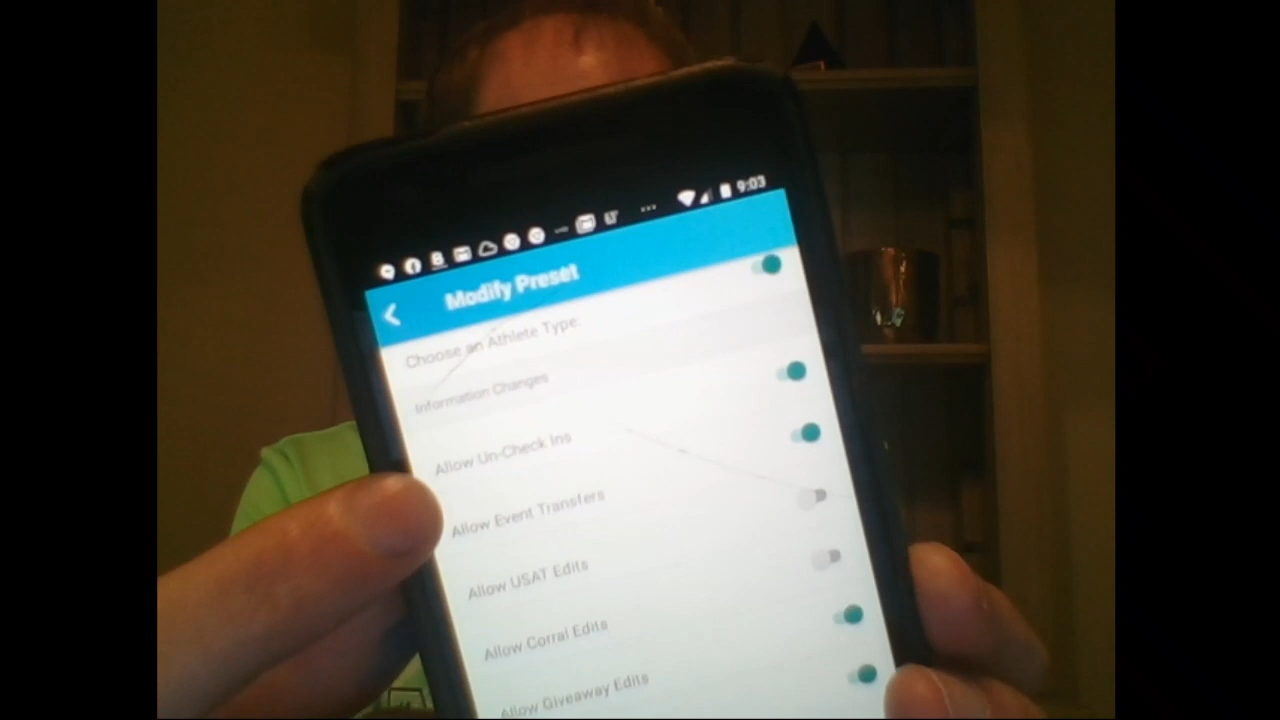 9:03
Modify Preset
Choose an Athlete Type:
Information Changes
Allow Un-Check Ins
Allow Event Transfers
Allow USAT Edits
Allow Corral Edits
Allow Giveaway Edits